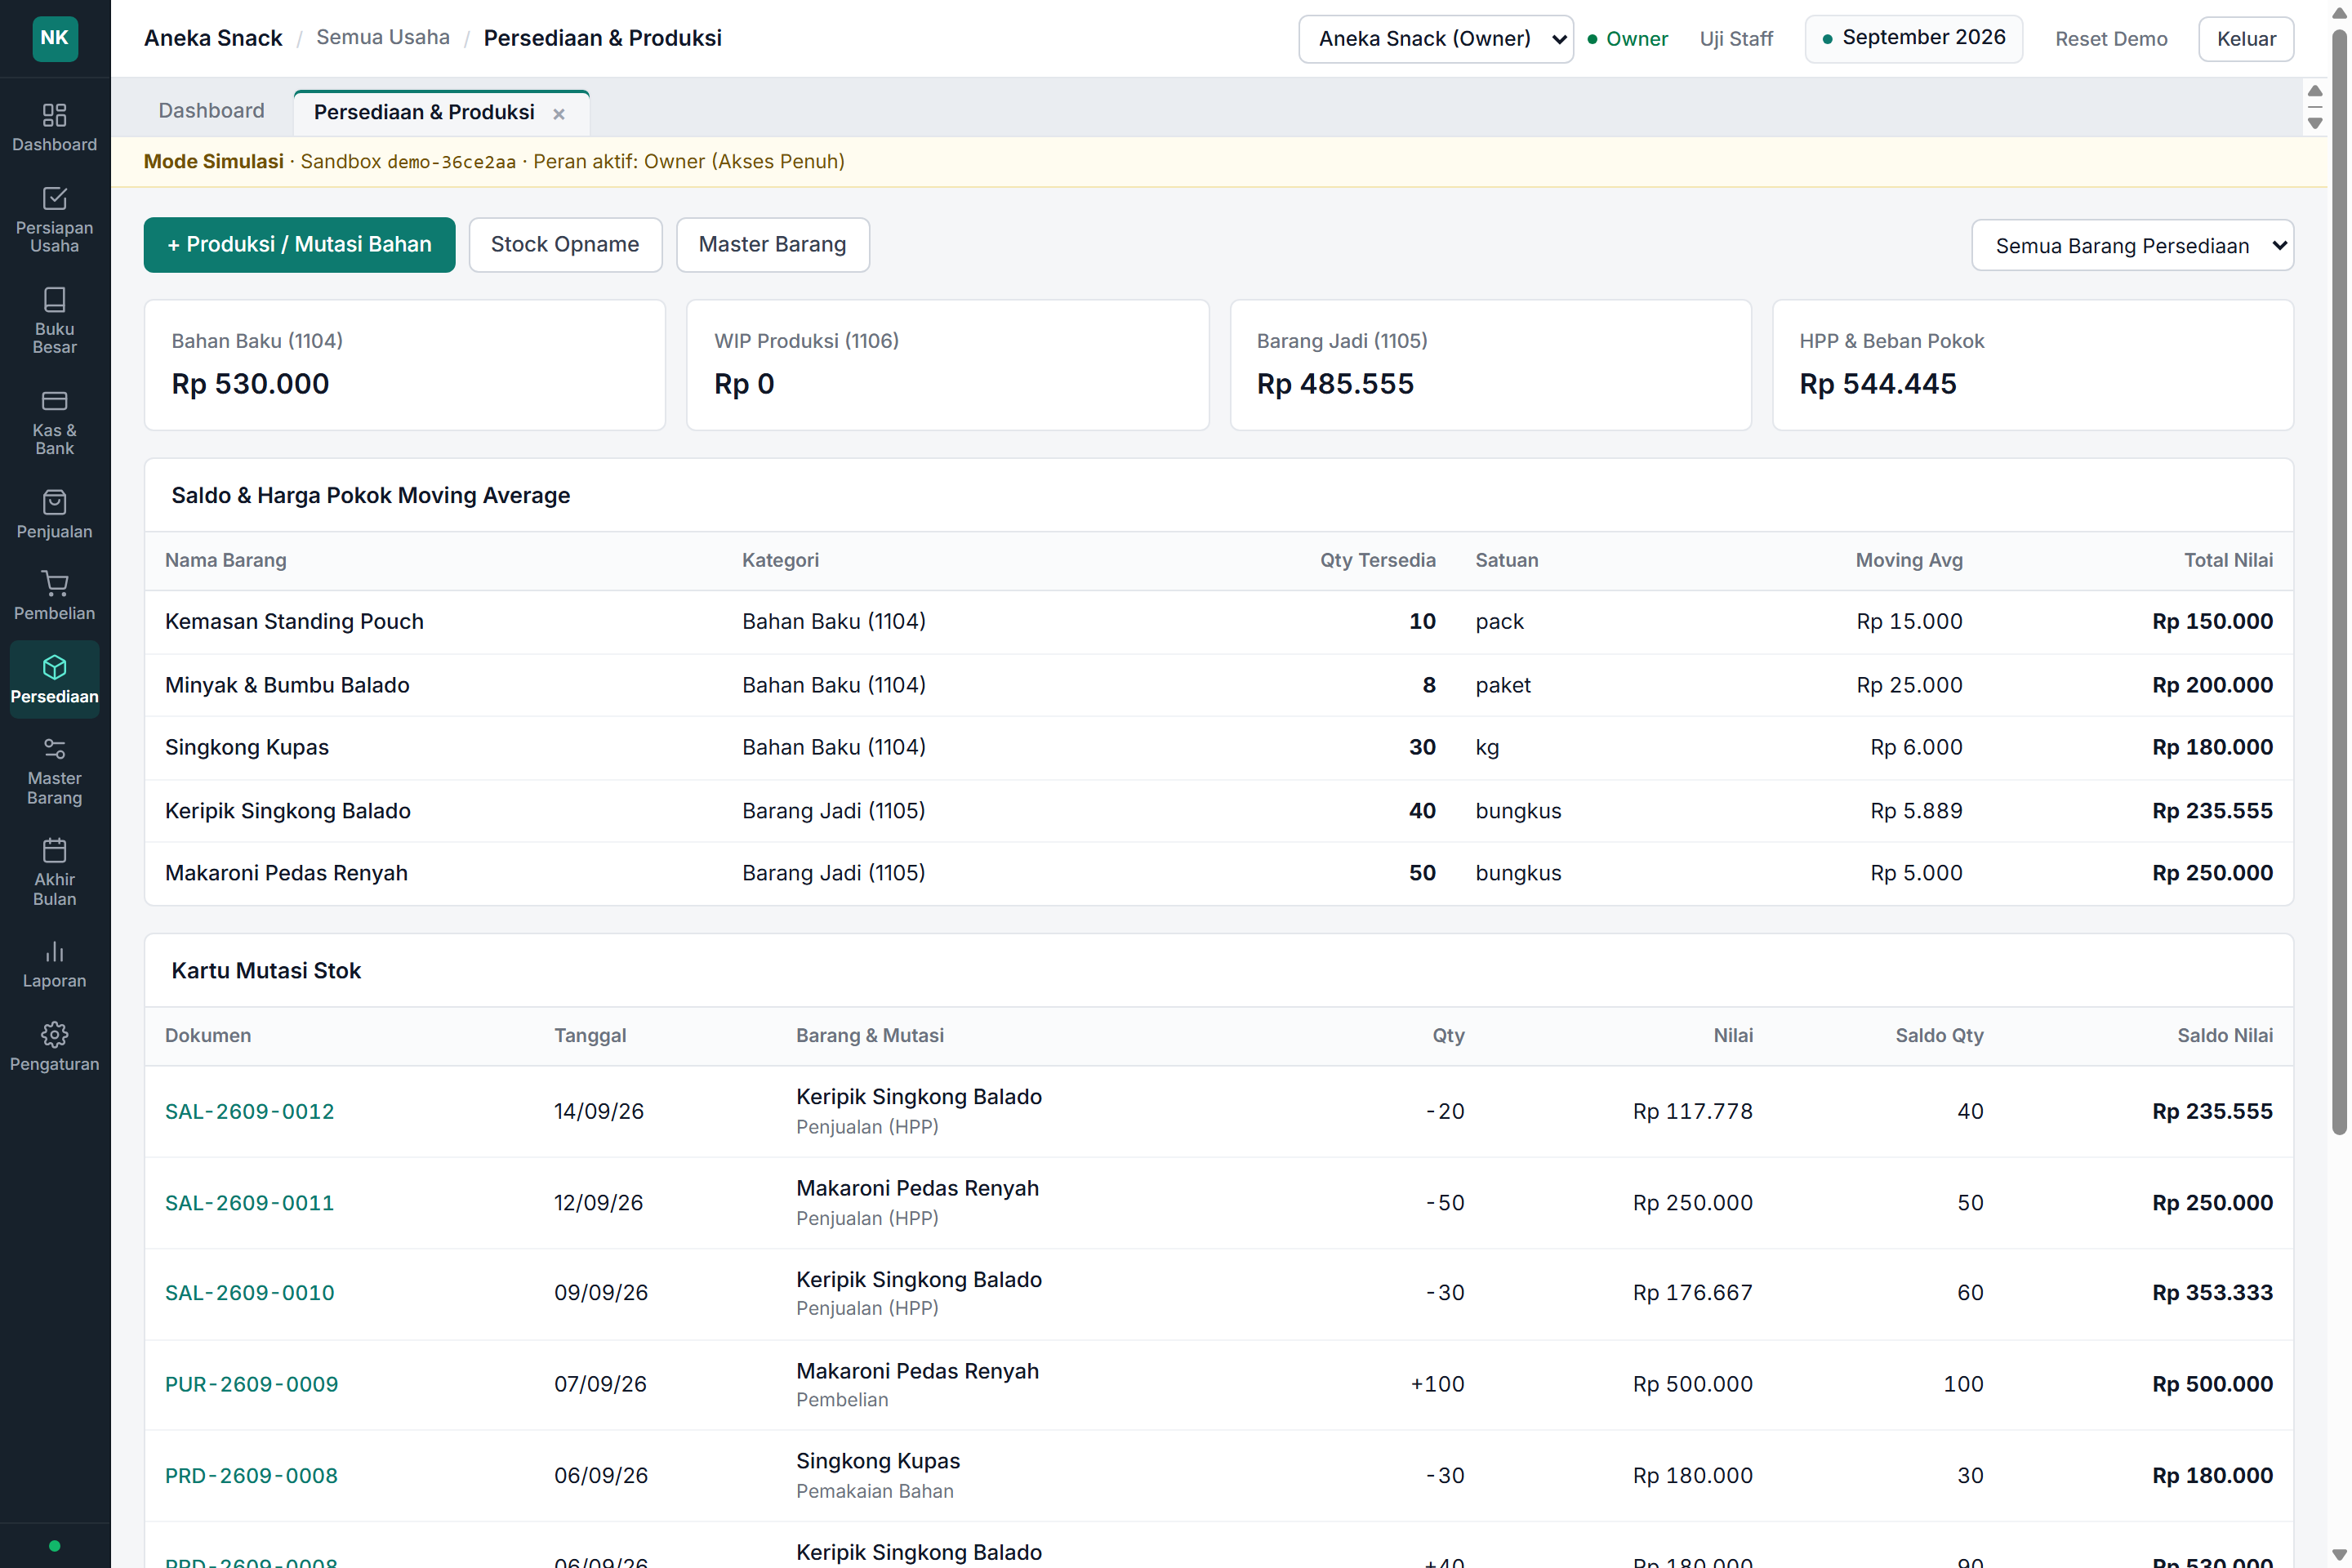 NK
Aneka Snack / Semua Usaha / Persediaan & Produksi
Aneka Snack (Owner)
Owner
Uji Staff
September 2026
Reset Demo
Keluar
Dashboard
Persediaan & Produksi ×
Mode Simulasi · Sandbox demo-36ce2aa · Peran aktif: Owner (Akses Penuh)
Dashboard
Persiapan
Usaha
Buku
Besar
Kas &
Bank
Penjualan
Pembelian
Persediaan
Master
Barang
Akhir
Bulan
Laporan
Pengaturan
+ Produksi / Mutasi Bahan
Stock Opname
Master Barang
Semua Barang Persediaan
Bahan Baku (1104)
Rp 530.000
WIP Produksi (1106)
Rp 0
Barang Jadi (1105)
Rp 485.555
HPP & Beban Pokok
Rp 544.445
Saldo & Harga Pokok Moving Average
Nama Barang Kategori Qty Tersedia Satuan Moving Avg Total Nilai
Kemasan Standing Pouch Bahan Baku (1104) 10 pack Rp 15.000 Rp 150.000
Minyak & Bumbu Balado Bahan Baku (1104) 8 paket Rp 25.000 Rp 200.000
Singkong Kupas Bahan Baku (1104) 30 kg Rp 6.000 Rp 180.000
Keripik Singkong Balado Barang Jadi (1105) 40 bungkus Rp 5.889 Rp 235.555
Makaroni Pedas Renyah Barang Jadi (1105) 50 bungkus Rp 5.000 Rp 250.000
Kartu Mutasi Stok
Dokumen Tanggal Barang & Mutasi Qty Nilai Saldo Qty Saldo Nilai
SAL-2609-0012 14/09/26 Keripik Singkong Balado -20 Rp 117.778 40 Rp 235.555
Penjualan (HPP)
SAL-2609-0011 12/09/26 Makaroni Pedas Renyah -50 Rp 250.000 50 Rp 250.000
Penjualan (HPP)
SAL-2609-0010 09/09/26 Keripik Singkong Balado -30 Rp 176.667 60 Rp 353.333
Penjualan (HPP)
PUR-2609-0009 07/09/26 Makaroni Pedas Renyah +100 Rp 500.000 100 Rp 500.000
Pembelian
PRD-2609-0008 06/09/26 Singkong Kupas -30 Rp 180.000 30 Rp 180.000
Pemakaian Bahan
PRD-2609-0008 06/09/26 Keripik Singkong Balado +40 Rp 180.000 90 Rp 530.000